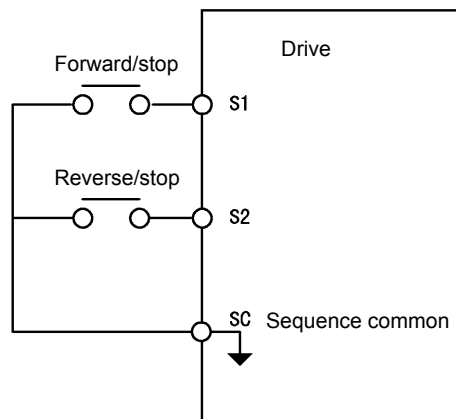 Drive
Forward/stop
S1
Reverse/stop
S2
SC Sequence common